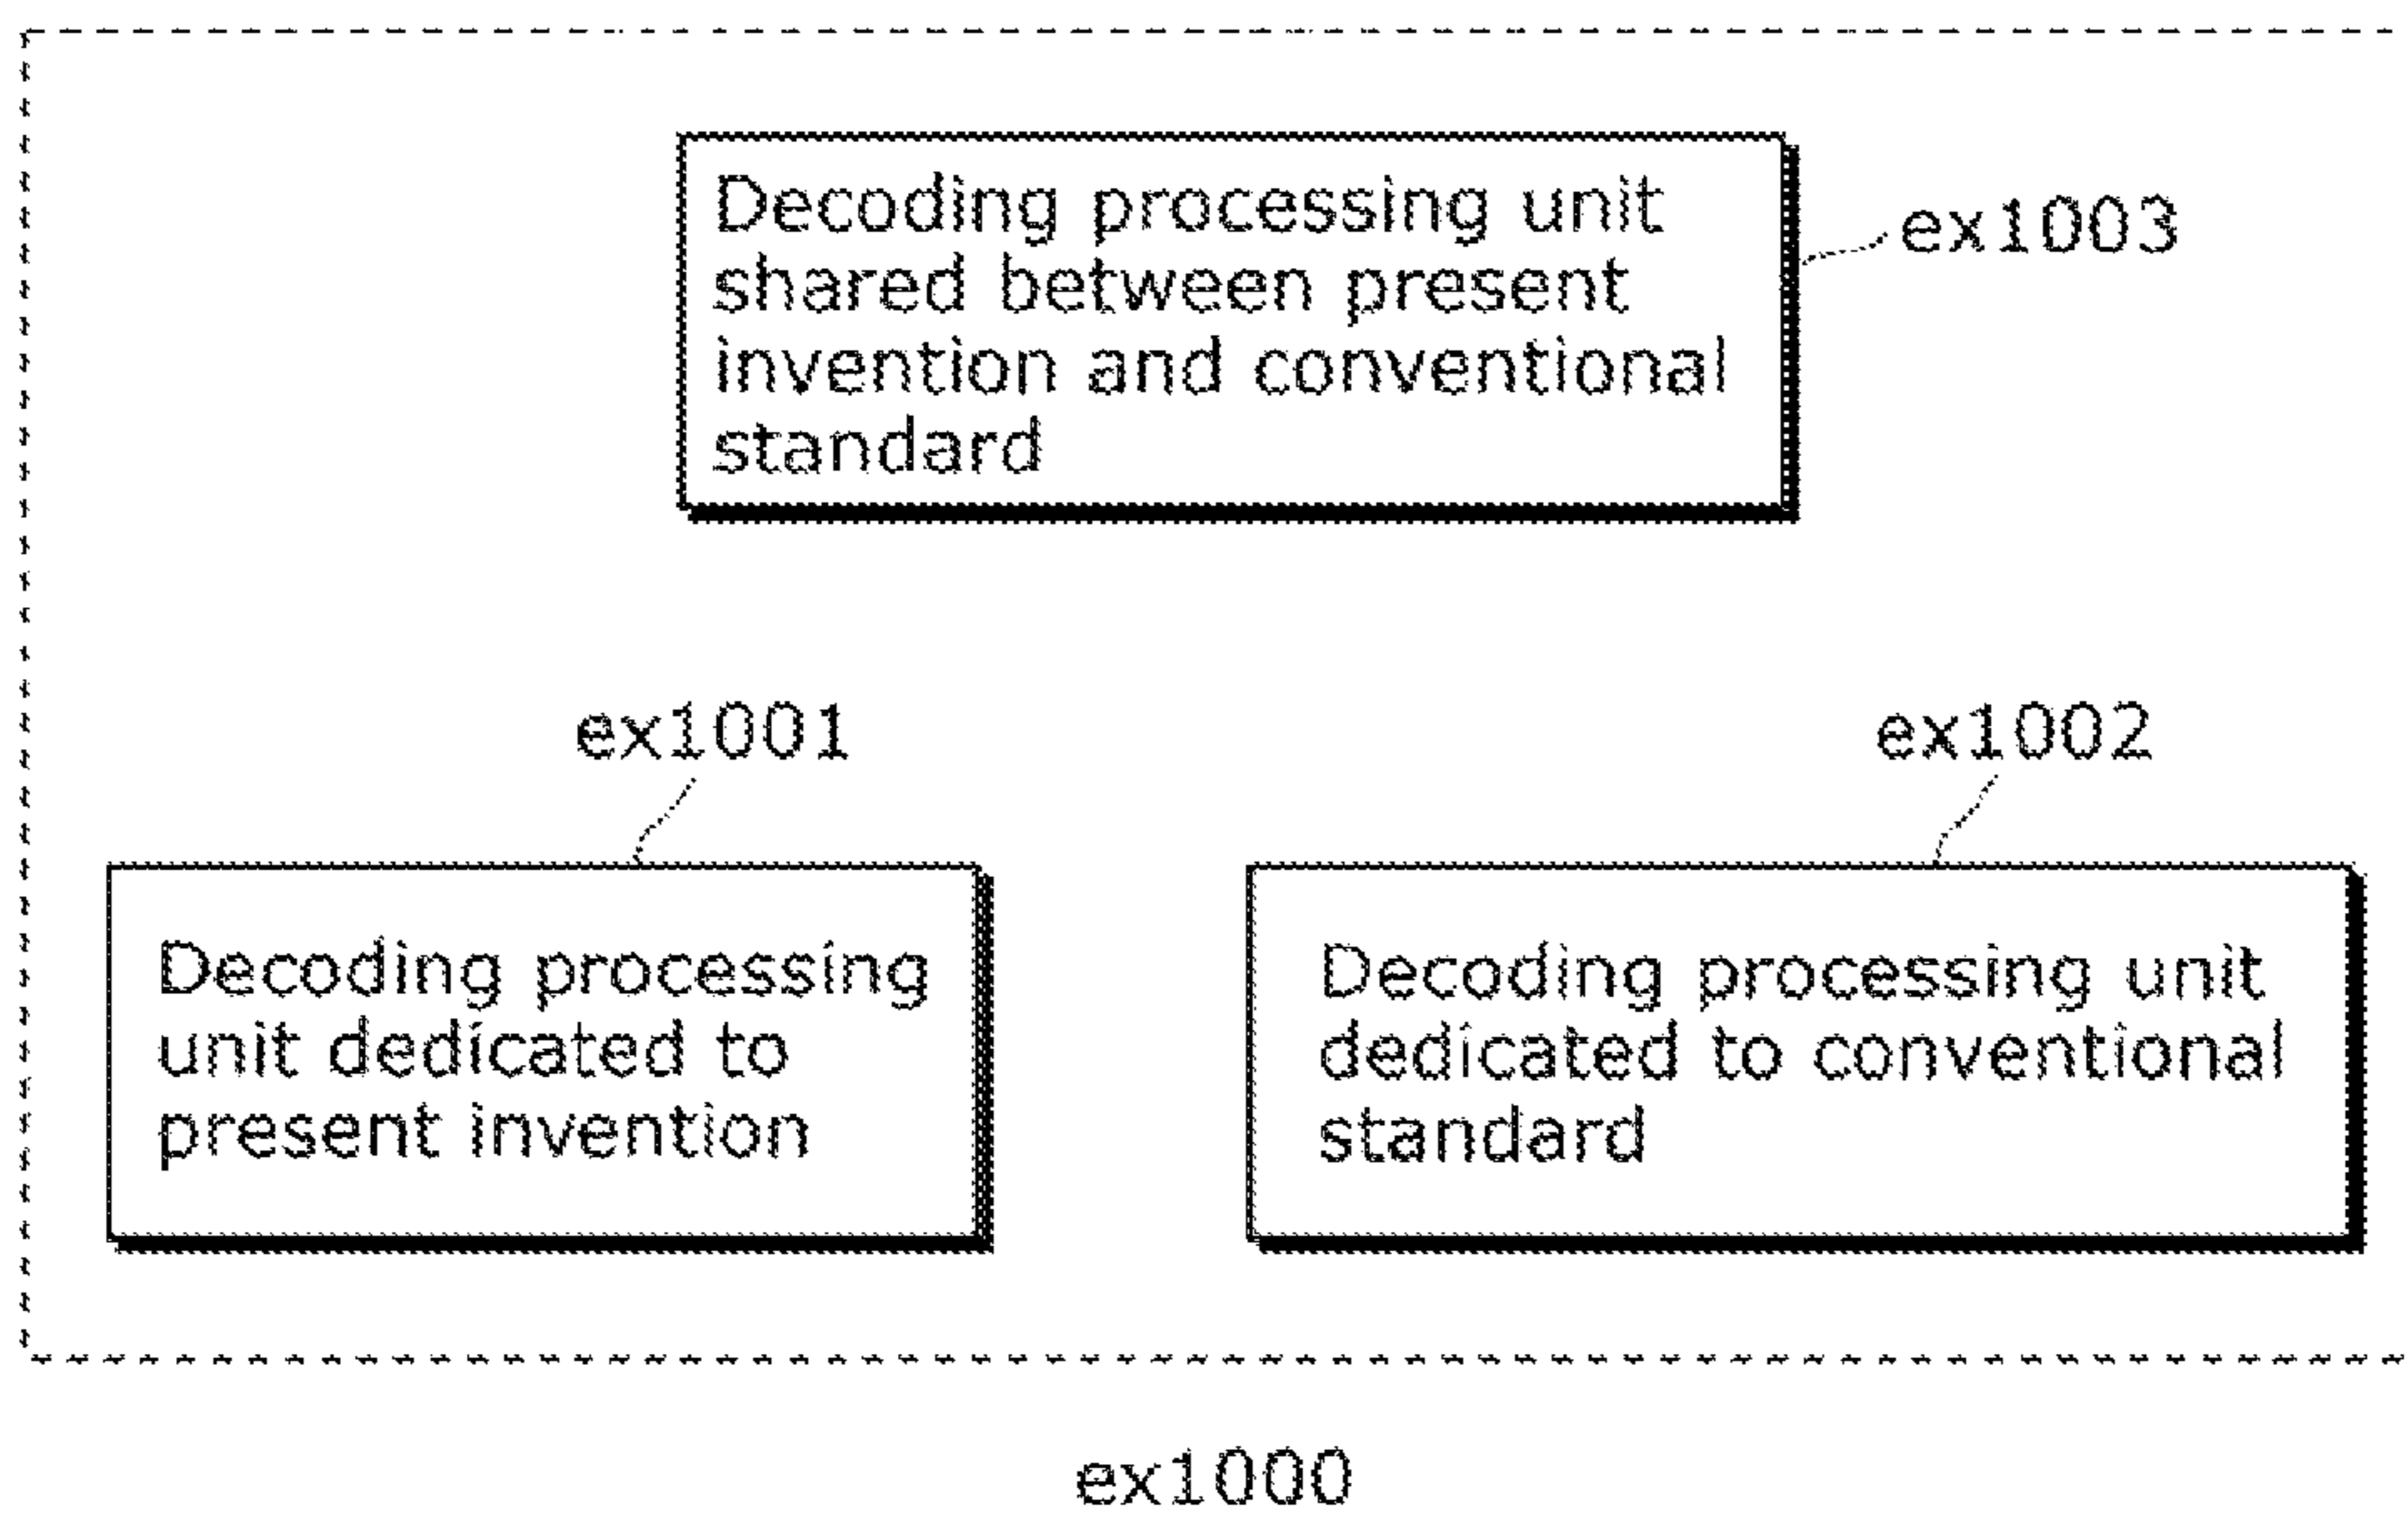 Decoding processing unit
shared between present
invention and conventional
standard
ex1003
ex1001
ex1002
Decoding processing
unit dedicated to
present invention
Decoding processing unit
dedicated to conventional
standard
ex1000